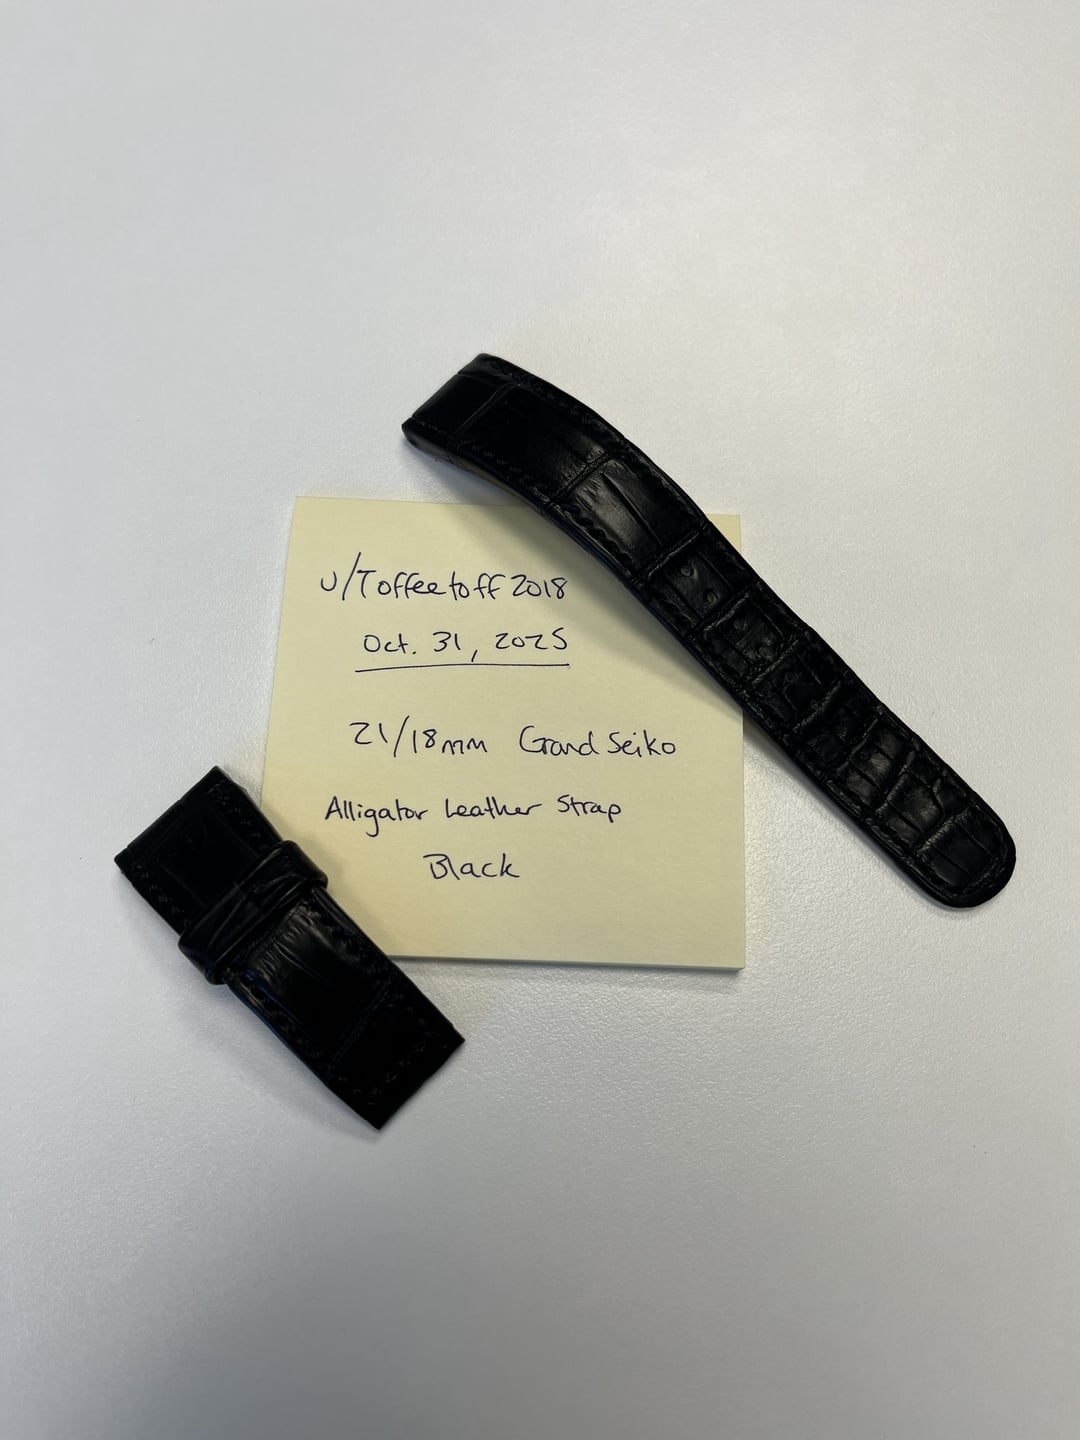 u/Toffeetoff2018
Oct. 31, 2025
21/18mm Grand Seiko
Alligator Leather Strap
Black